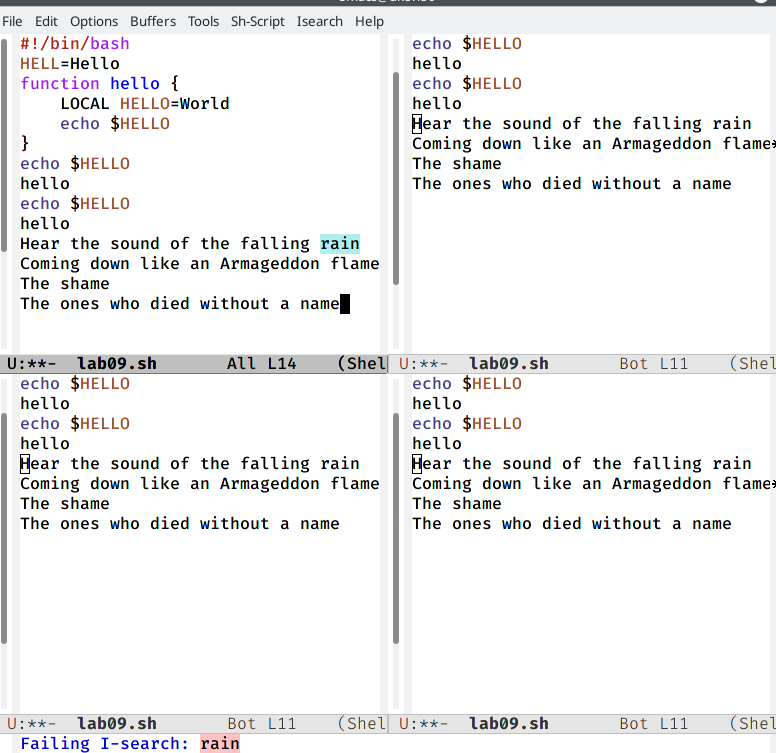 File Edit Options Buffers Tools Sh-Script Isearch Help
#!/bin/bash
HELL=Hello
function hello {
    LOCAL HELLO=World
    echo $HELLO
}
echo $HELLO
hello
echo $HELLO
hello
Hear the sound of the falling rain
Coming down like an Armageddon flame
The shame
The ones who died without a name
U:**-  lab09.sh       All L14    (Shel
echo $HELLO
hello
echo $HELLO
hello
Hear the sound of the falling rain
Coming down like an Armageddon flame
The shame
The ones who died without a name
U:**-  lab09.sh       Bot L11    (Shel
echo $HELLO
hello
echo $HELLO
hello
Hear the sound of the falling rain
Coming down like an Armageddon flame
The shame
The ones who died without a name
U:**-  lab09.sh       Bot L11    (Shel
echo $HELLO
hello
echo $HELLO
hello
Hear the sound of the falling rain
Coming down like an Armageddon flame
The shame
The ones who died without a name
U:**-  lab09.sh       Bot L11    (Shel
Failing I-search: rain